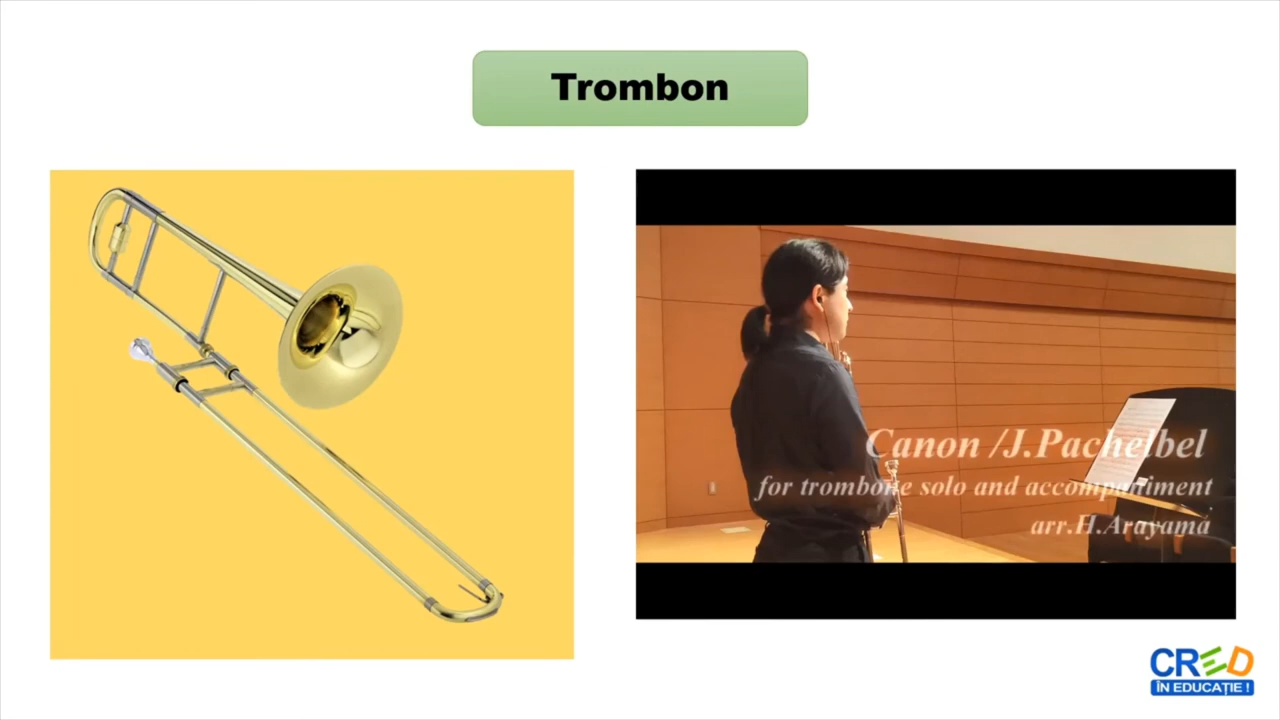 Trombon
Canon /J.Pachelbel
for trombone solo and accompaniment
arr.H.Arayama
CRED
ÎN EDUCAȚIE !